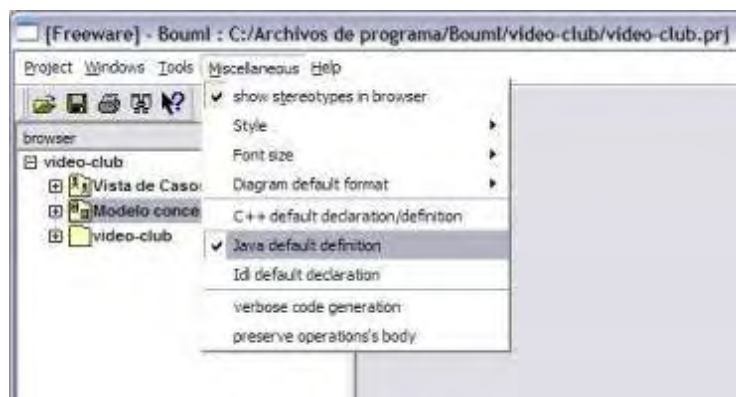 [Freeware] - Bouml : C:/Archivos de programa/Bouml/video-club/video-club.prj
Project Windows Tools Miscellaneous Help
browser
video-club
Vista de Caso
Modelo conce
video-club
show stereotypes in browser
Style
Font size
Diagram default format
C++ default declaration/definition
Java default definition
Idl default declaration
verbose code generation
preserve operations's body